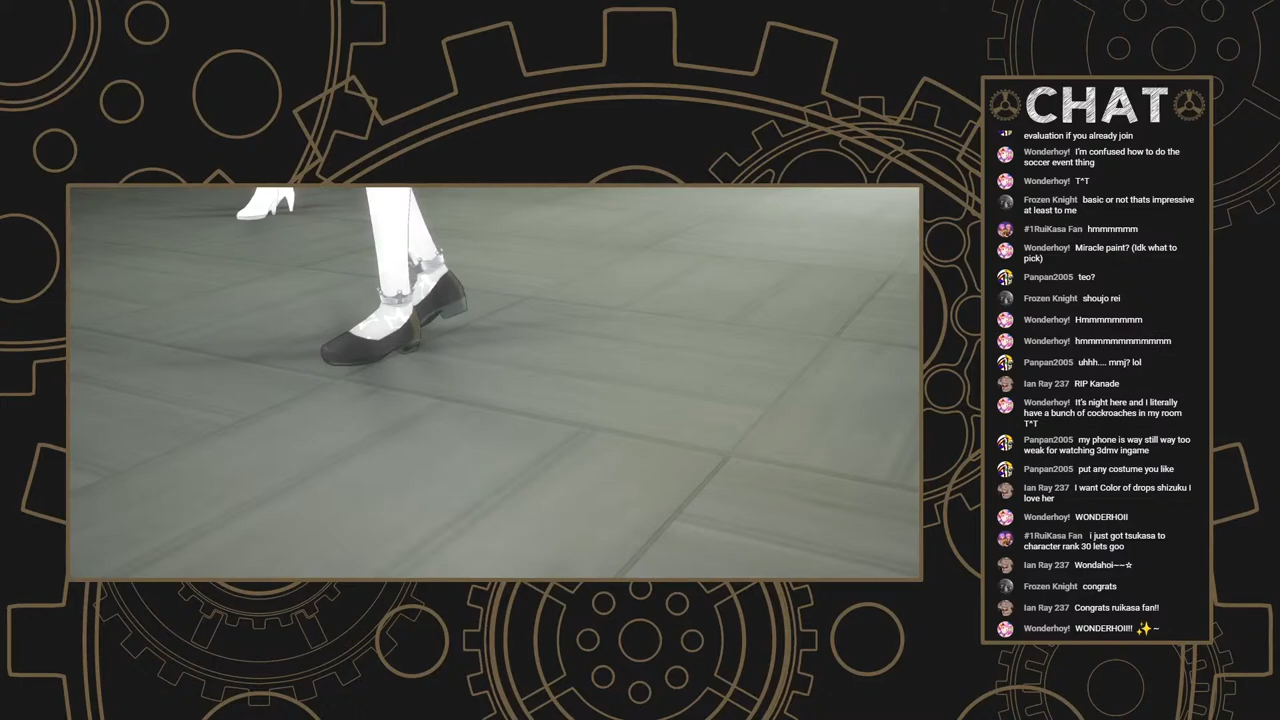 CHAT
evaluation if you already join
Wonderhoy! I'm confused how to do the
soccer event thing
Wonderhoy! T*T
Frozen Knight basic or not thats impressive
at least to me
#1RuiKasa Fan hmmmmmm
Wonderhoy! Miracle paint? (Idk what to
pick)
Panpan2005 teo?
Frozen Knight shoujo rei
Wonderhoy! Hmmmmmmmm
Wonderhoy! hmmmmmmmmmmmm
Panpan2005 uhhh.... mmj? lol
Ian Ray 237 RIP Kanade
Wonderhoy! It's night here and I literally
have a bunch of cockroaches in my room
T*T
Panpan2005 my phone is way still way too
weak for watching 3dmv ingame
Panpan2005 put any costume you like
Ian Ray 237 I want Color of drops shizuku I
love her
Wonderhoy! WONDERHOII
#1RuiKasa Fan i just got tsukasa to
character rank 30 lets goo
Ian Ray 237 Wondahoi~~☆
Frozen Knight congrats
Ian Ray 237 Congrats ruikasa fan!!
Wonderhoy! WONDERHOII!! ✨~